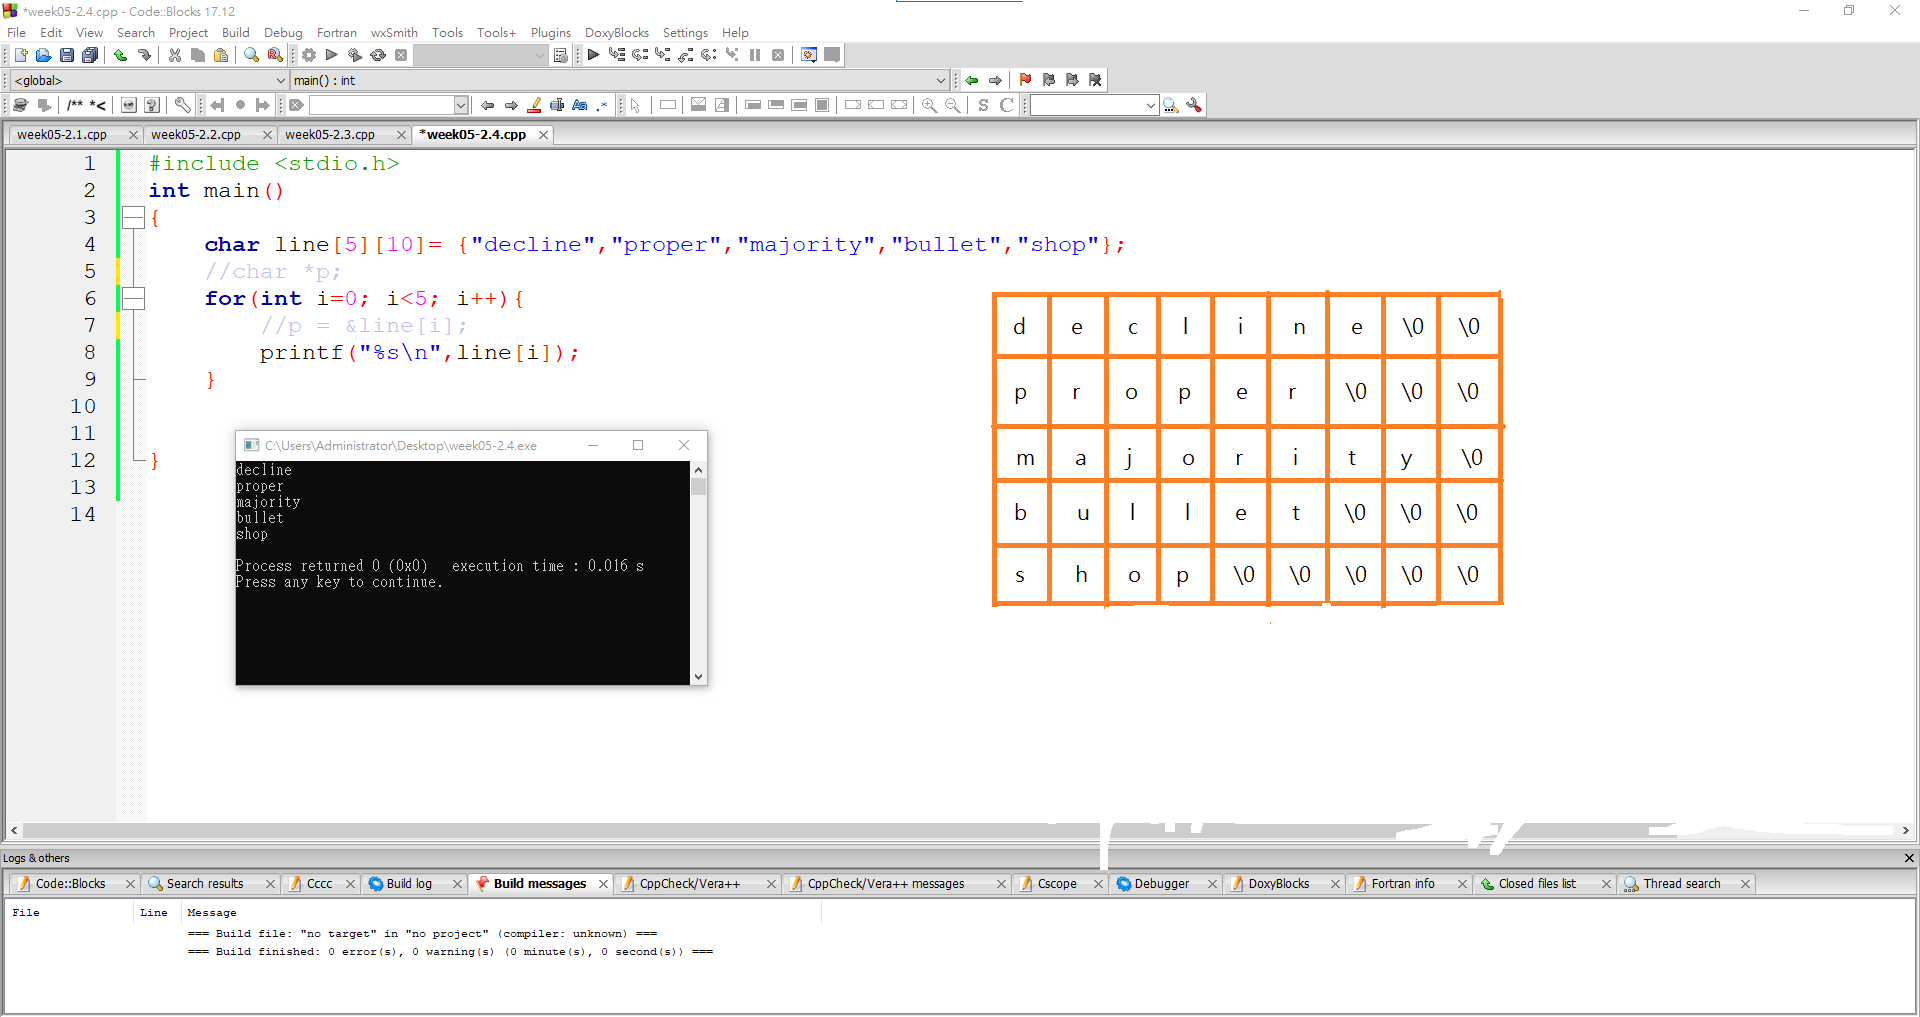 *week05-2.4.cpp - Code::Blocks 17.12
File Edit View Search Project Build Debug Fortran wxSmith Tools Tools+ Plugins DoxyBlocks Settings Help
<global> main() : int
/** *<
Aa .* S C
week05-2.1.cpp week05-2.2.cpp week05-2.3.cpp *week05-2.4.cpp
1 #include <stdio.h>
2 int main()
3 {
4 char line[5][10]= {"decline","proper","majority","bullet","shop"};
5 //char *p;
6 for(int i=0; i<5; i++){
7 //p = &line[i];
8 printf("%s\n",line[i]);
9 }
10
11
12 }
13
14
d e c l i n e \0 \0
p r o p e r \0 \0 \0
m a j o r i t y \0
b u l l e t \0 \0 \0
s h o p \0 \0 \0 \0 \0
C:\Users\Administrator\Desktop\week05-2.4.exe
decline
proper
majority
bullet
shop
Process returned 0 (0x0) execution time : 0.016 s
Press any key to continue.
Logs & others
Code::Blocks Search results Cccc Build log Build messages CppCheck/Vera++ CppCheck/Vera++ messages Cscope Debugger DoxyBlocks Fortran info Closed files list Thread search
File Line Message
=== Build file: "no target" in "no project" (compiler: unknown) ===
=== Build finished: 0 error(s), 0 warning(s) (0 minute(s), 0 second(s)) ===